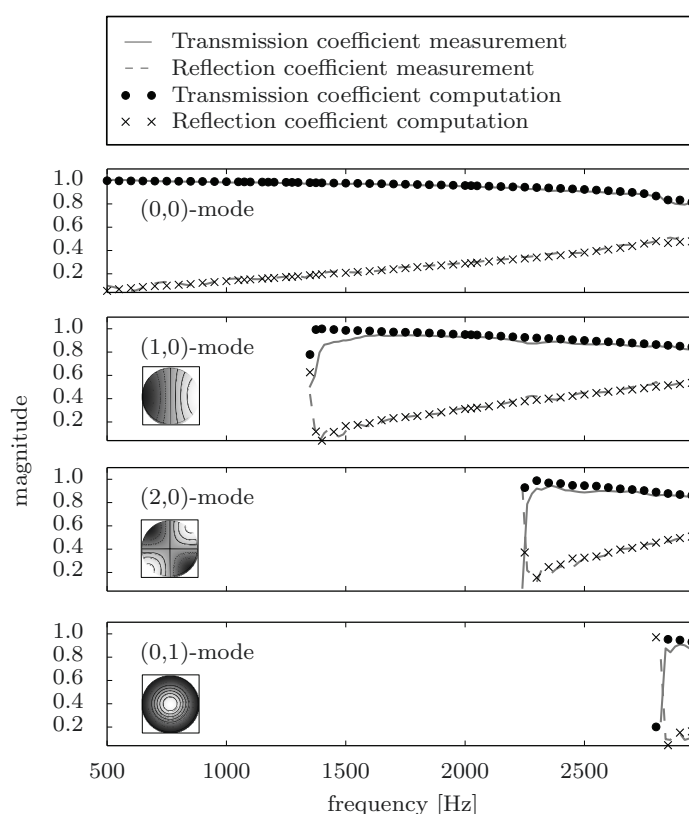 Transmission coefficient measurement
Reflection coefficient measurement
Transmission coefficient computation
Reflection coefficient computation
1.0
0.8
0.6
0.4
0.2
(0,0)-mode
1.0
0.8
0.6
0.4
0.2
(1,0)-mode
magnitude
1.0
0.8
0.6
0.4
0.2
(2,0)-mode
1.0
0.8
0.6
0.4
0.2
(0,1)-mode
500 1000 1500 2000 2500
frequency [Hz]